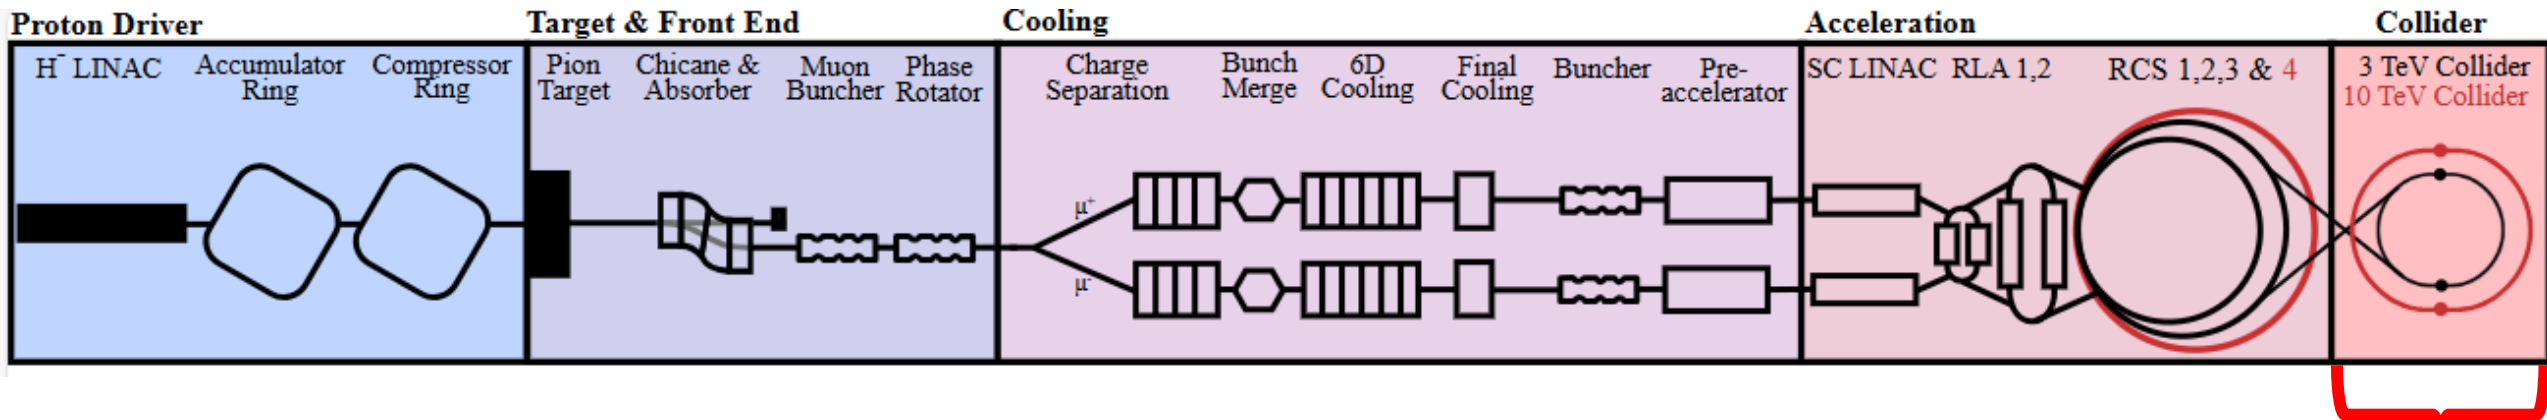 Proton Driver
Target & Front End
Cooling
Acceleration
Collider
H⁻ LINAC
Accumulator
Ring
Compressor
Ring
Pion
Target
Chicane &
Absorber
Muon
Buncher
Phase
Rotator
Charge
Separation
Bunch
Merge
6D
Cooling
Final
Cooling
Buncher
Pre-
accelerator
SC LINAC
RLA 1,2
RCS 1,2,3 & 4
3 TeV Collider
10 TeV Collider
μ⁺
μ⁻